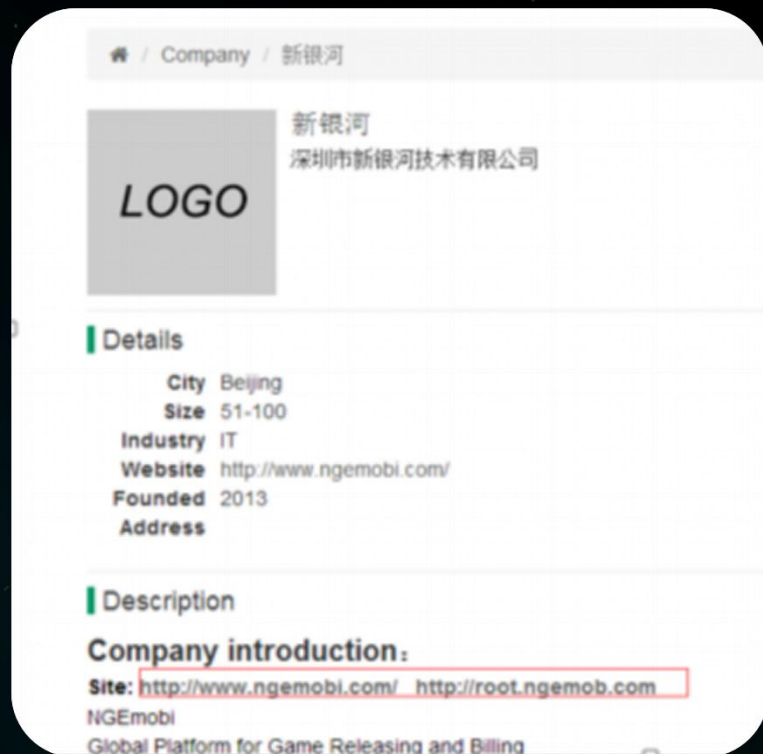 / Company / 新银河
LOGO
新银河
深圳市新银河技术有限公司
Details
City Beijing
Size 51-100
Industry IT
Website http://www.ngemobi.com/
Founded 2013
Address
Description
Company introduction：
Site: http://www.ngemobi.com/ http://root.ngemob.com
NGEmobi
Global Platform for Game Releasing and Billing